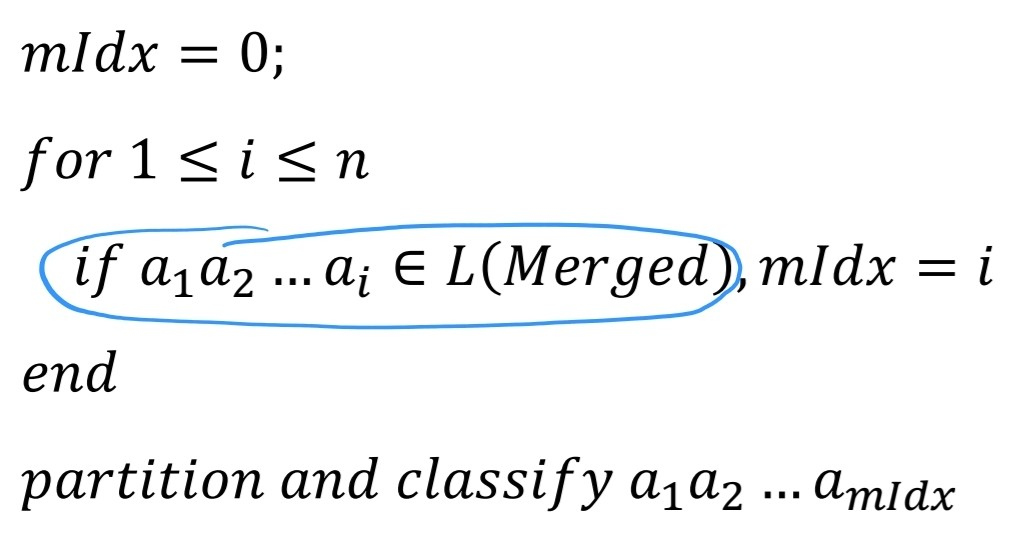 mIdx = 0;
for 1 ≤ i ≤ n
if a₁a₂ … aᵢ ∈ L(Merged), mIdx = i
end
partition and classify a₁a₂ … a_mIdx